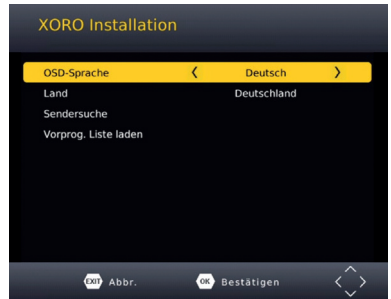 XORO Installation
OSD-Sprache Deutsch
Land Deutschland
Sendersuche
Vorprog. Liste laden
EXIT Abbr. OK Bestätigen